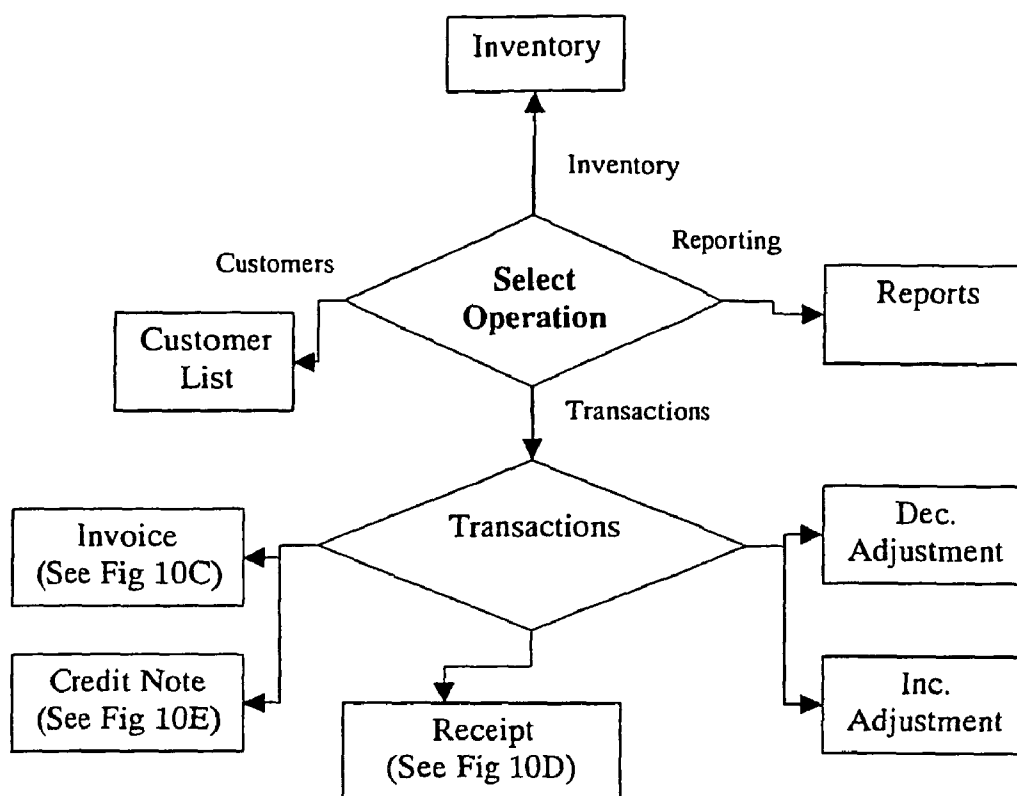 Inventory
Inventory
Customers
Reporting
Select
Operation
Reports
Customer
List
Transactions
Transactions
Invoice
(See Fig 10C)
Dec.
Adjustment
Credit Note
(See Fig 10E)
Receipt
(See Fig 10D)
Inc.
Adjustment